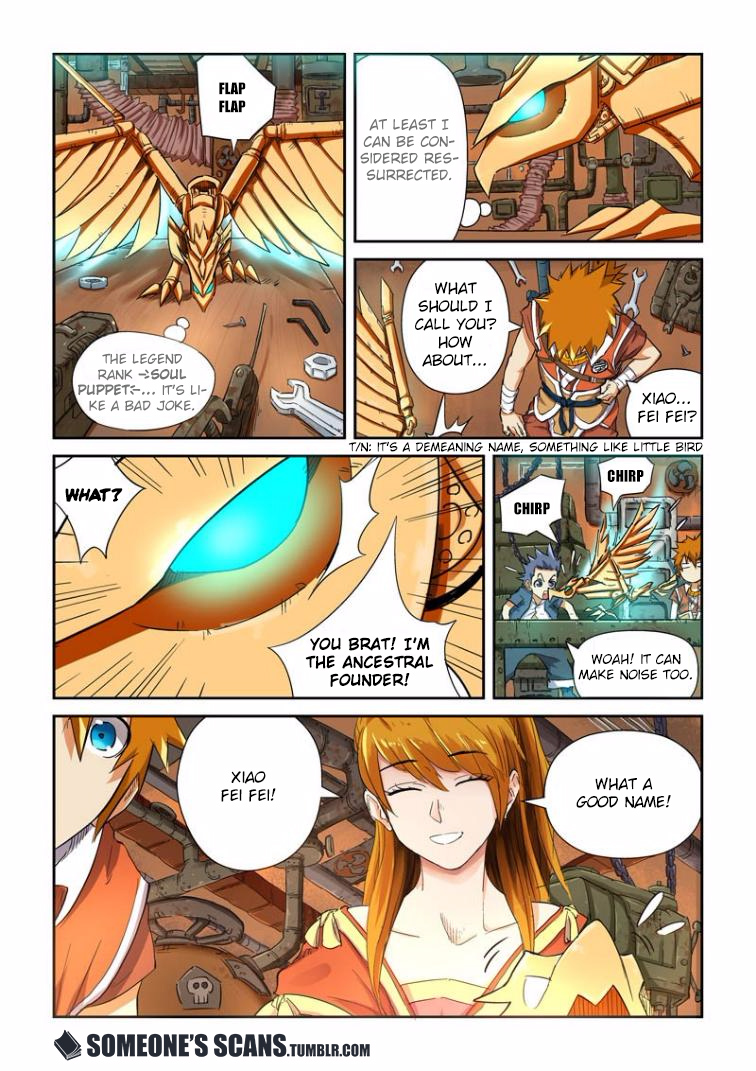 FLAP
FLAP
THE LEGEND
RANK -÷SOUL
PUPPET÷-... IT'S LI-
KE A BAD JOKE.
AT LEAST I
CAN BE CON-
SIDERED RES-
SURRECTED.
WHAT
SHOULD I
CALL YOU?
HOW
ABOUT...
XIAO...
FEI FEI?
T/N: IT'S A DEMEANING NAME, SOMETHING LIKE LITTLE BIRD
WHAT?
YOU BRAT! I'M
THE ANCESTRAL
FOUNDER!
CHIRP
CHIRP
WOAH! IT CAN
MAKE NOISE TOO.
XIAO
FEI FEI!
WHAT A
GOOD NAME!
SOMEONE'S SCANS.TUMBLR.COM